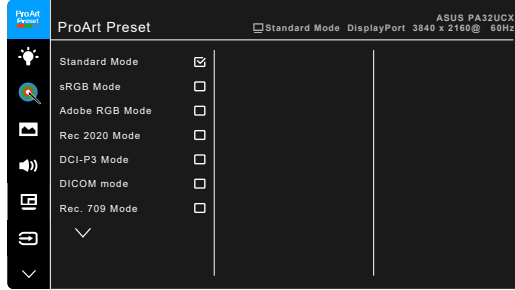 ProArt
Preset
ASUS PA32UCX
ProArt Preset
Standard Mode DisplayPort 3840 x 2160@ 60Hz
Standard Mode
sRGB Mode
Adobe RGB Mode
Rec 2020 Mode
DCI-P3 Mode
DICOM mode
Rec. 709 Mode